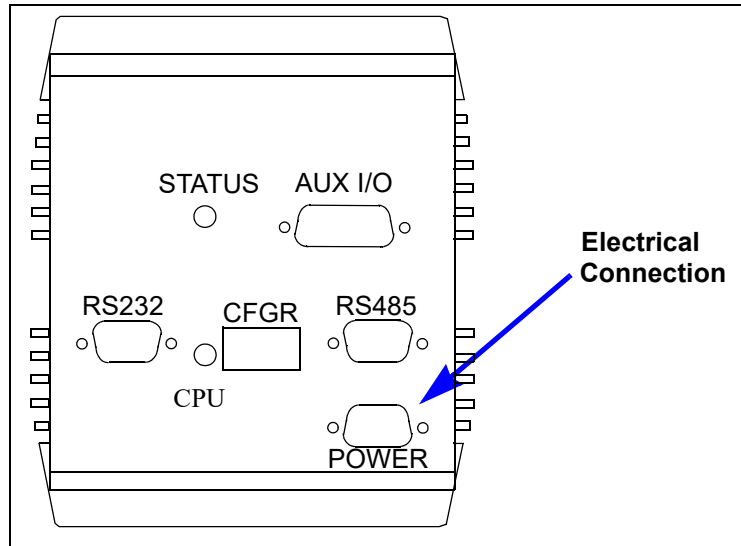 STATUS
AUX I/O
Electrical
Connection
RS232
CFGR
RS485
CPU
POWER